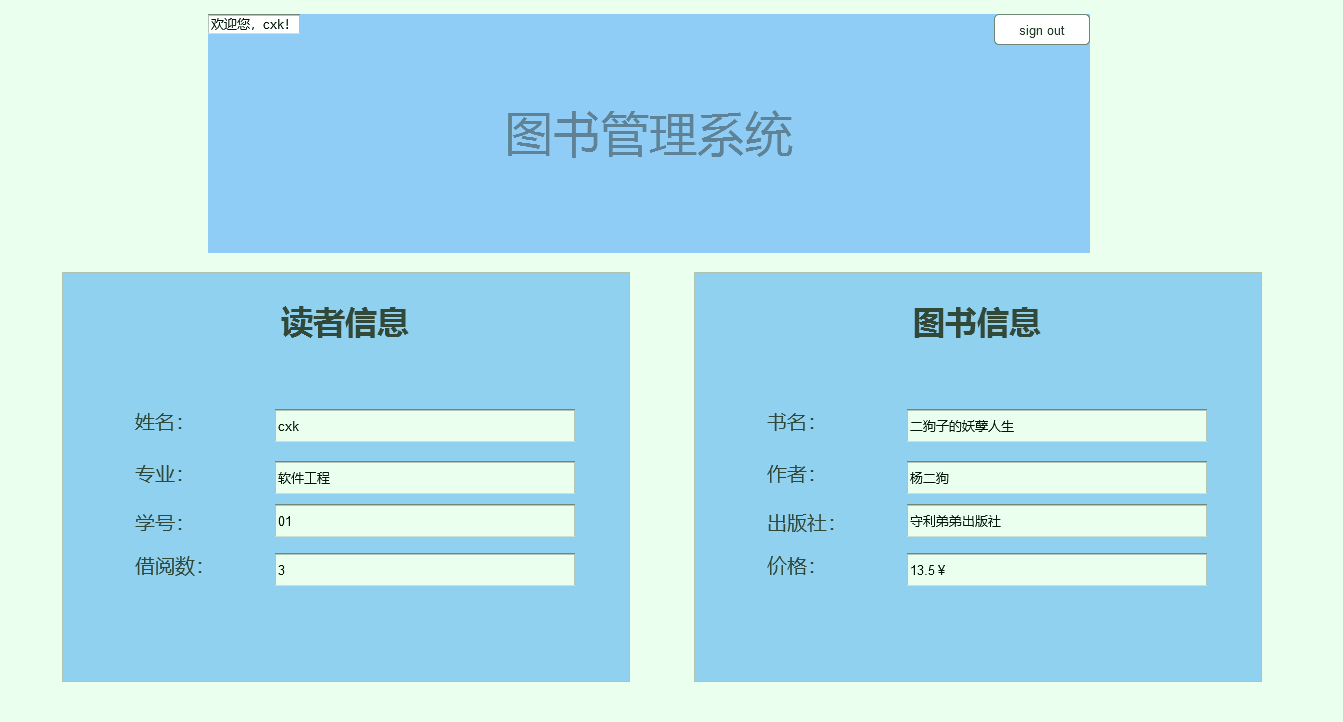 欢迎您，cxk！
sign out
图书管理系统
读者信息
姓名：
cxk
专业：
软件工程
学号：
01
借阅数：
3
图书信息
书名：
二狗子的妖孽人生
作者：
杨二狗
出版社：
守利弟弟出版社
价格：
13.5￥